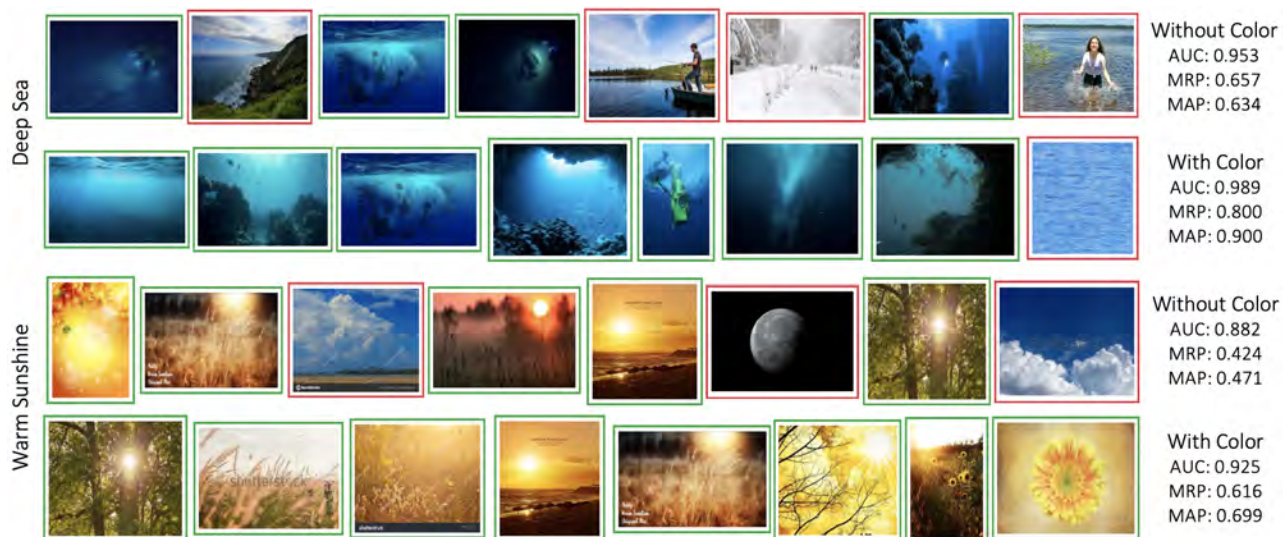 Deep Sea
Without Color
AUC: 0.953
MRP: 0.657
MAP: 0.634
With Color
AUC: 0.989
MRP: 0.800
MAP: 0.900
Warm Sunshine
Without Color
AUC: 0.882
MRP: 0.424
MAP: 0.471
With Color
AUC: 0.925
MRP: 0.616
MAP: 0.699
shutterstock